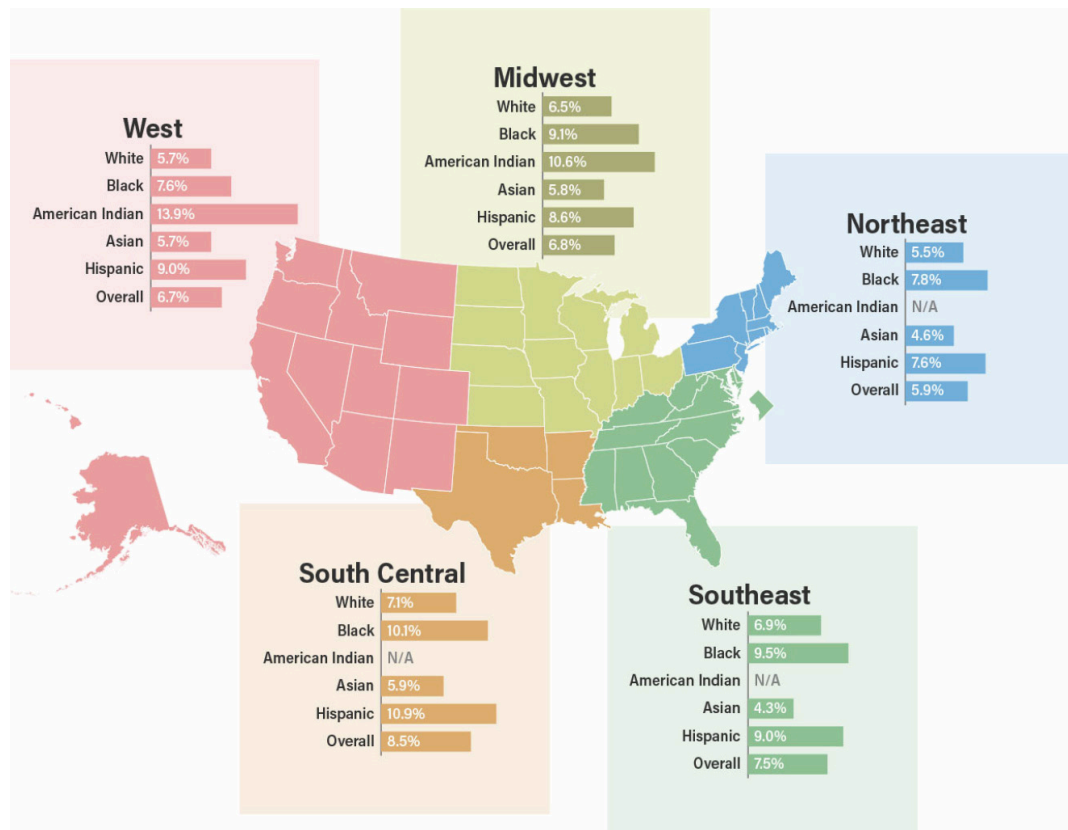 Midwest
White 6.5%
Black 9.1%
American Indian 10.6%
Asian 5.8%
Hispanic 8.6%
Overall 6.8%
West
White 5.7%
Black 7.6%
American Indian 13.9%
Asian 5.7%
Hispanic 9.0%
Overall 6.7%
Northeast
White 5.5%
Black 7.8%
American Indian N/A
Asian 4.6%
Hispanic 7.6%
Overall 5.9%
South Central
White 7.1%
Black 10.1%
American Indian N/A
Asian 5.9%
Hispanic 10.9%
Overall 8.5%
Southeast
White 6.9%
Black 9.5%
American Indian N/A
Asian 4.3%
Hispanic 9.0%
Overall 7.5%